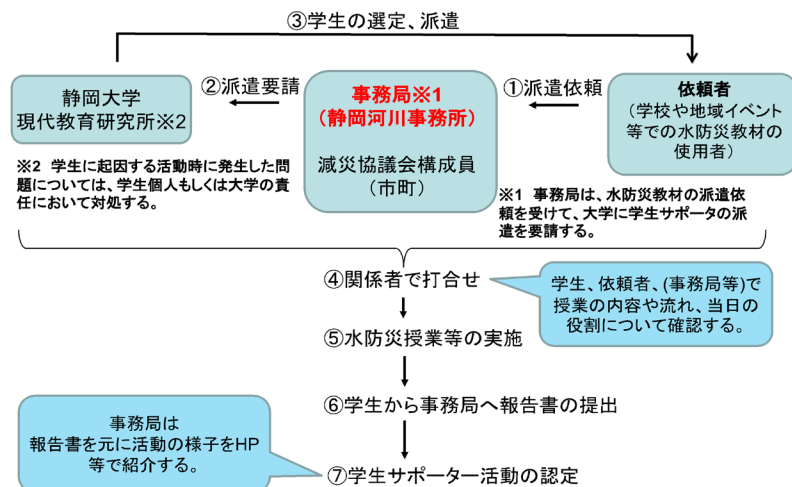 ③学生の選定、派遣
静岡大学
現代教育研究所※2
②派遣要請
事務局※1
(静岡河川事務所)
減災協議会構成員
(市町)
①派遣依頼
依頼者
(学校や地域イベント
等での水防災教材の
使用者)
※2 学生に起因する活動時に発生した問
題については、学生個人もしくは大学の責
任において対処する。
※1 事務局は、水防災教材の派遣依
頼を受けて、大学に学生サポータの派
遣を要請する。
④関係者で打合せ
学生、依頼者、(事務局等)で
授業の内容や流れ、当日の
役割について確認する。
⑤水防災授業等の実施
⑥学生から事務局へ報告書の提出
事務局は
報告書を元に活動の様子をHP
等で紹介する。
⑦学生サポーター活動の認定